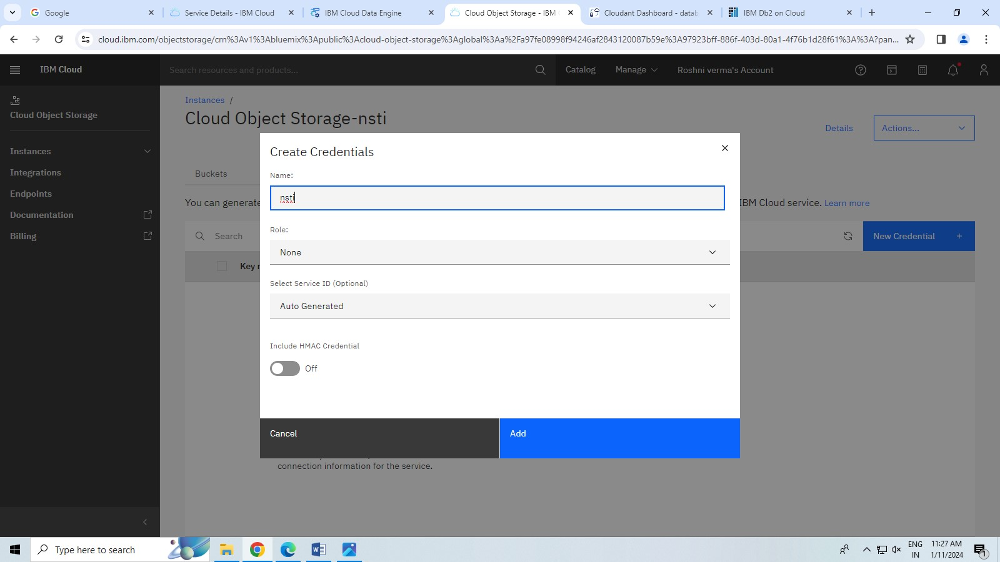 Google
Service Details - IBM Cloud
IBM Cloud Data Engine
Cloud Object Storage - IBM
Cloudant Dashboard - datab
IBM Db2 on Cloud
cloud.ibm.com/objectstorage/crn%3Av1%3Abluemix%3Apublic%3Acloud-object-storage%3Aglobal%3Aa%2Fa97fe08998f94246af2843120087b59e%3A97923bff-886f-403d-80a1-4f76b1d28f61%3A%3A?pan...
IBM Cloud
Search resources and products...
Catalog
Manage
Roshni verma's Account
Cloud Object Storage
Instances
Integrations
Endpoints
Documentation
Billing
Instances /
Cloud Object Storage-nsti
Details
Actions...
Buckets
You can generate
IBM Cloud service. Learn more
Search
New Credential +
Key
Create Credentials
Name:
nsti
Role:
None
Select Service ID (Optional)
Auto Generated
Include HMAC Credential
Off
Cancel
Add
connection information for the service.
Type here to search
ENG
IN
11:27 AM
1/11/2024
1